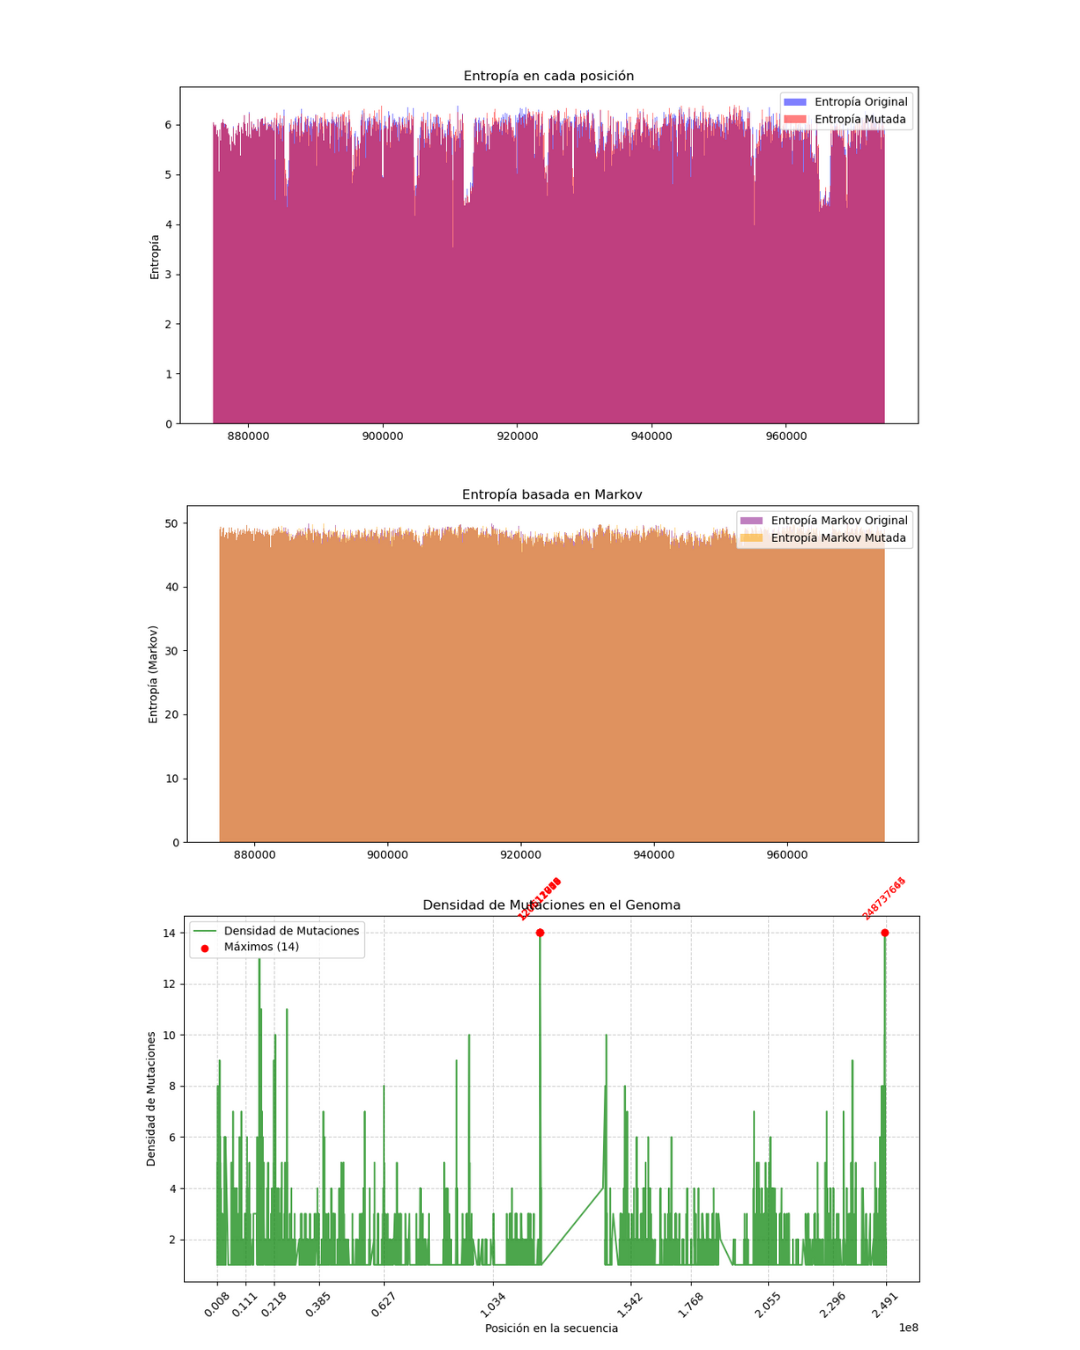 Entropía en cada posición
Entropía Original
Entropía Mutada
Entropía
6
5
4
3
2
1
0
880000 900000 920000 940000 960000
Entropía basada en Markov
Entropía Markov Original
Entropía Markov Mutada
Entropía (Markov)
50
40
30
20
10
0
880000 900000 920000 940000 960000
Densidad de Mutaciones en el Genoma
Densidad de Mutaciones
Máximos (14)
Densidad de Mutaciones
14
12
10
8
6
4
2
0.008 0.111 0.218 0.385 0.627 1.034 1.542 1.768 2.055 2.296 2.491
1e8
Posición en la secuencia